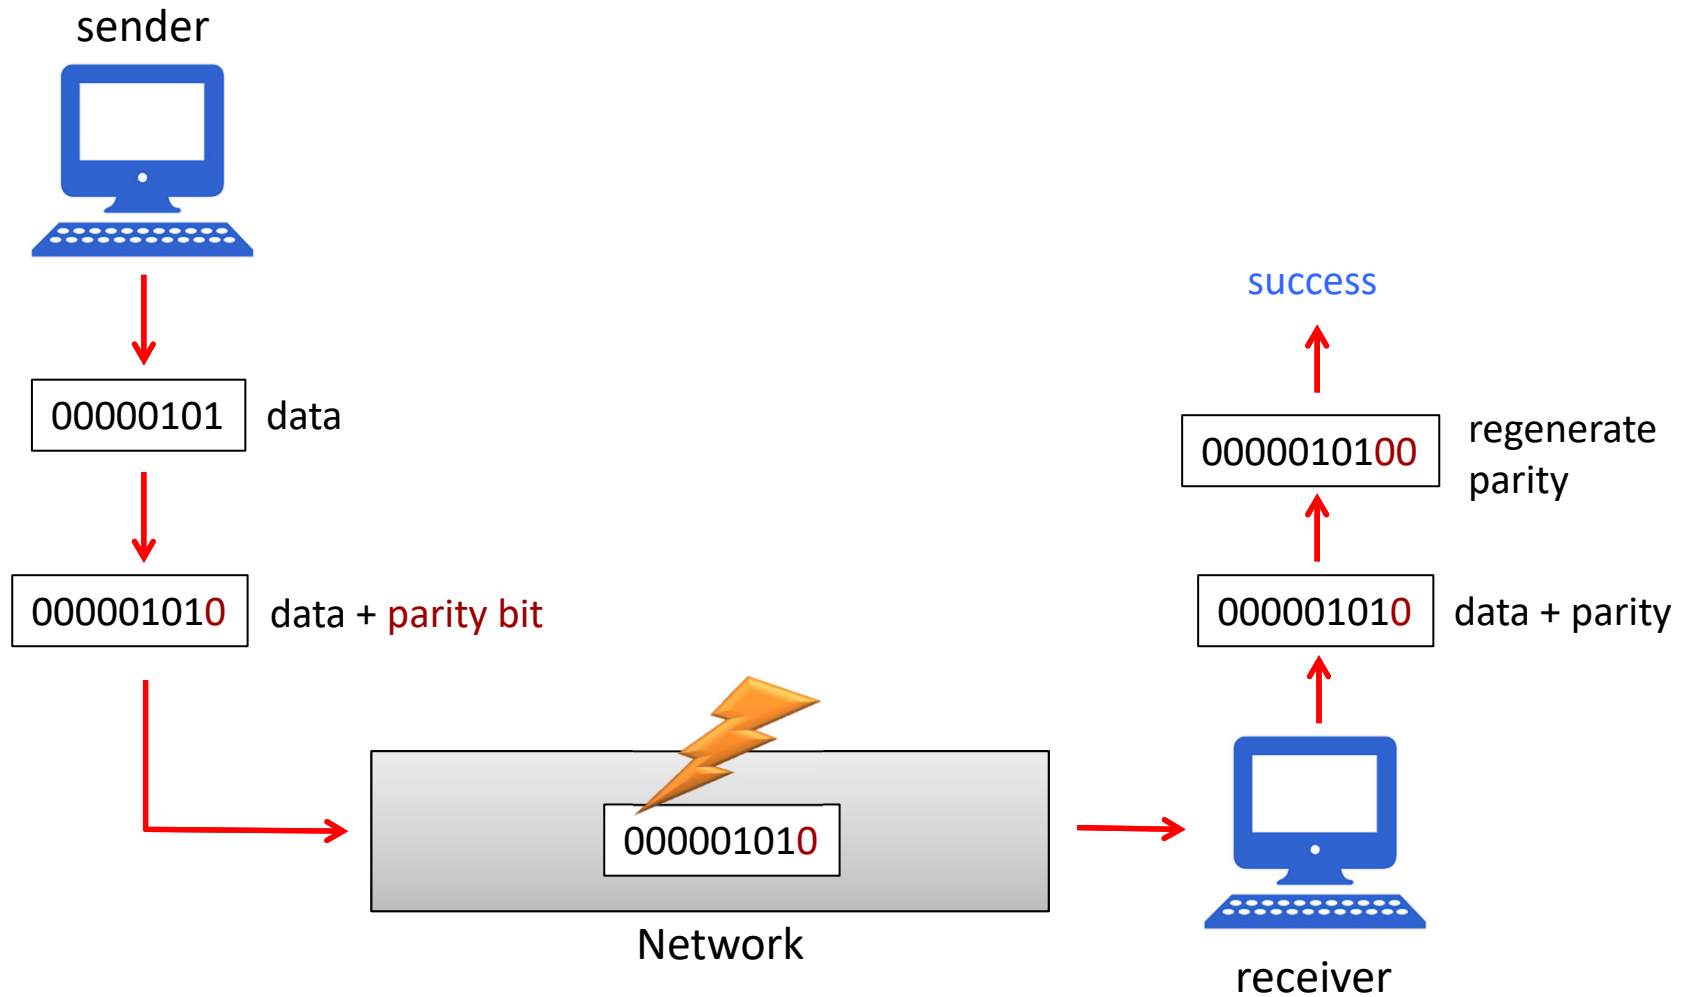 sender
00000101 data
000001010 data + parity bit
000001010
Network
success
0000010100 regenerate
parity
000001010 data + parity
receiver